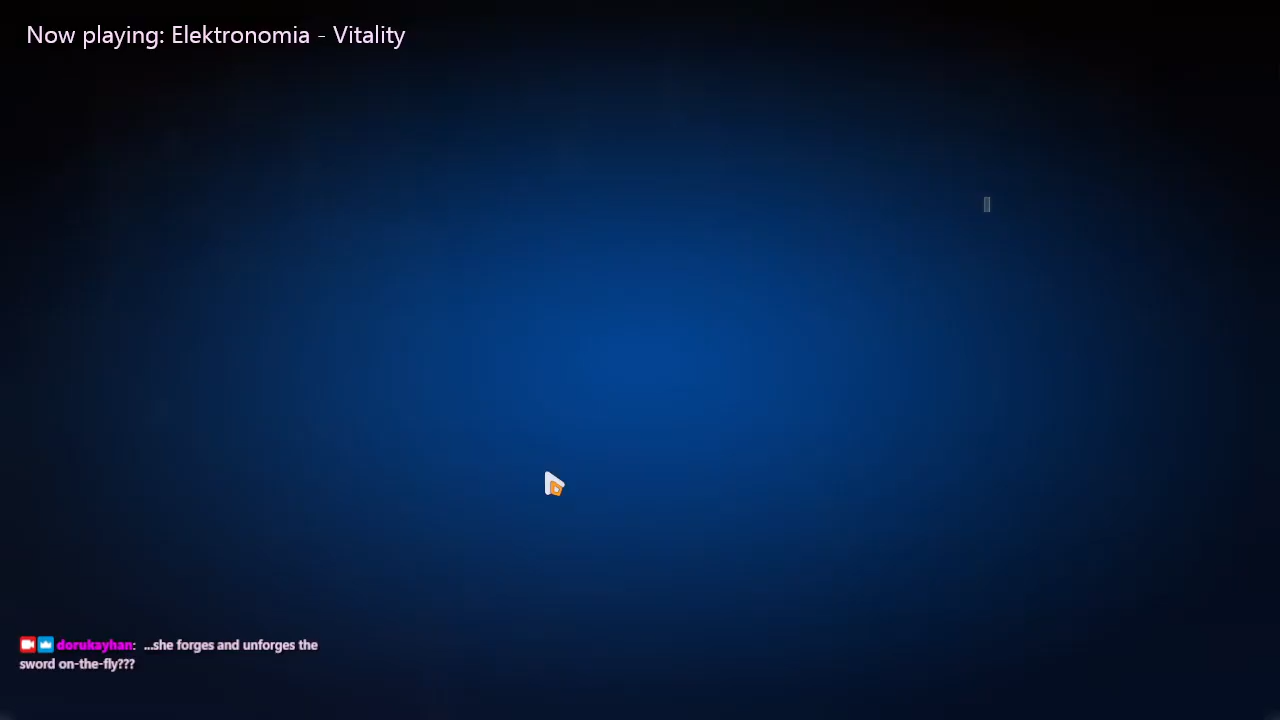 Now playing: Elektronomia - Vitality
dorukayhan: ...she forges and unforges the
sword on-the-fly???